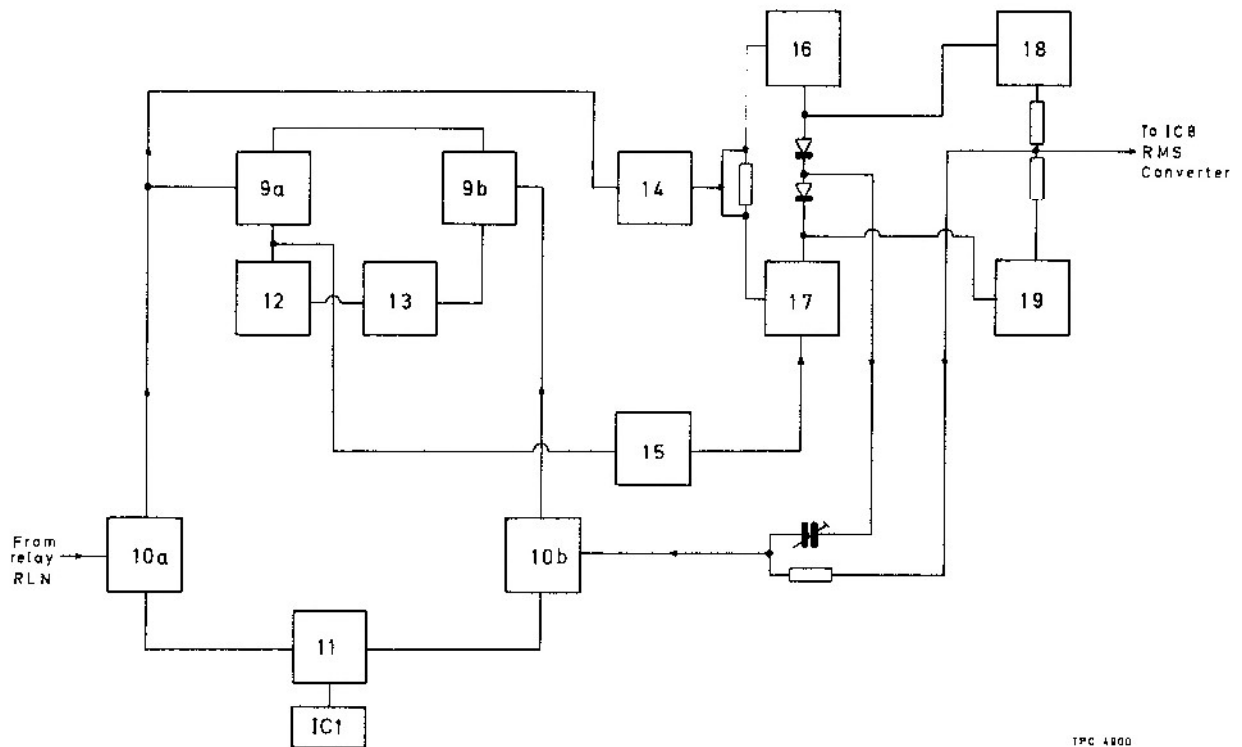 16
18
To IC8
RMS
Converter
9a
9b
14
12
13
17
19
15
From
relay
RLN
10a
10b
11
IC1
TPC 4900